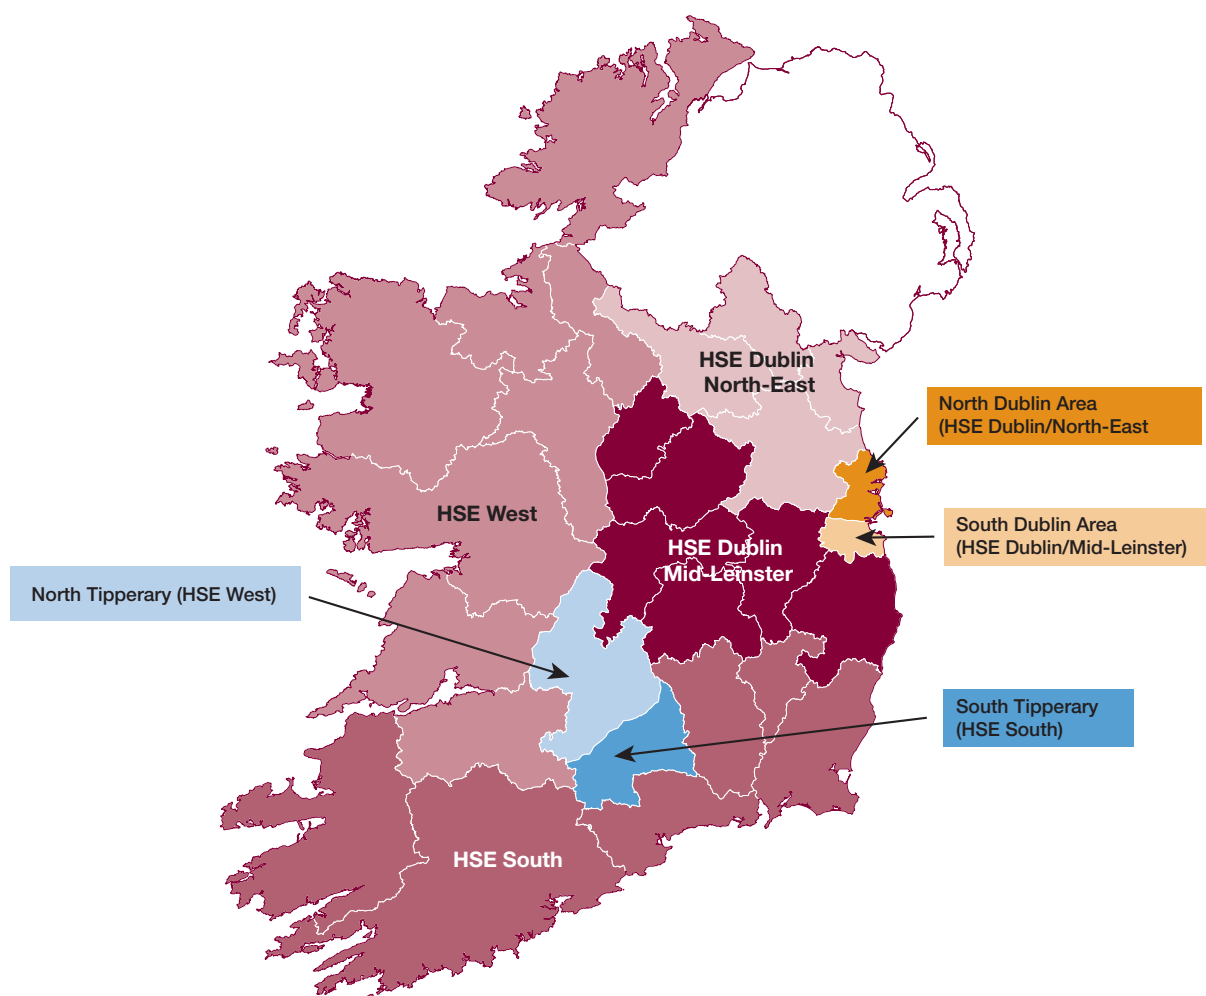 HSE Dublin
North-East
North Dublin Area
(HSE Dublin/North-East
HSE West
South Dublin Area
(HSE Dublin/Mid-Leinster)
HSE Dublin
Mid-Leinster
North Tipperary (HSE West)
South Tipperary
(HSE South)
HSE South